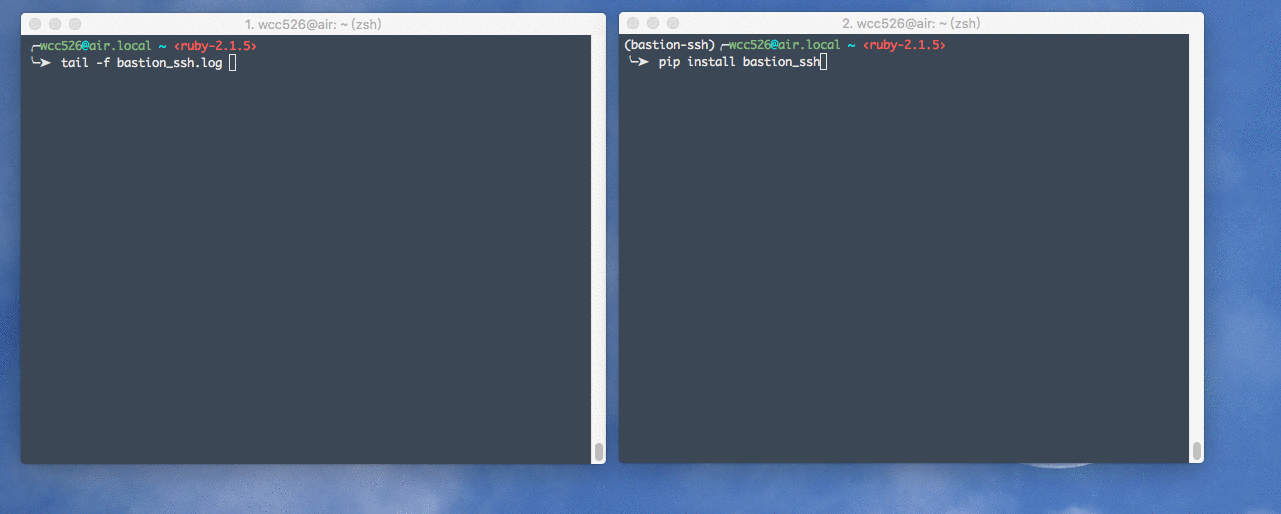 1. wcc526@air: ~ (zsh)
╭─wcc526@air.local ~ ‹ruby-2.1.5›
╰─➤ tail -f bastion_ssh.log
2. wcc526@air: ~ (zsh)
(bastion-ssh) ╭─wcc526@air.local ~ ‹ruby-2.1.5›
╰─➤ pip install bastion_ssh